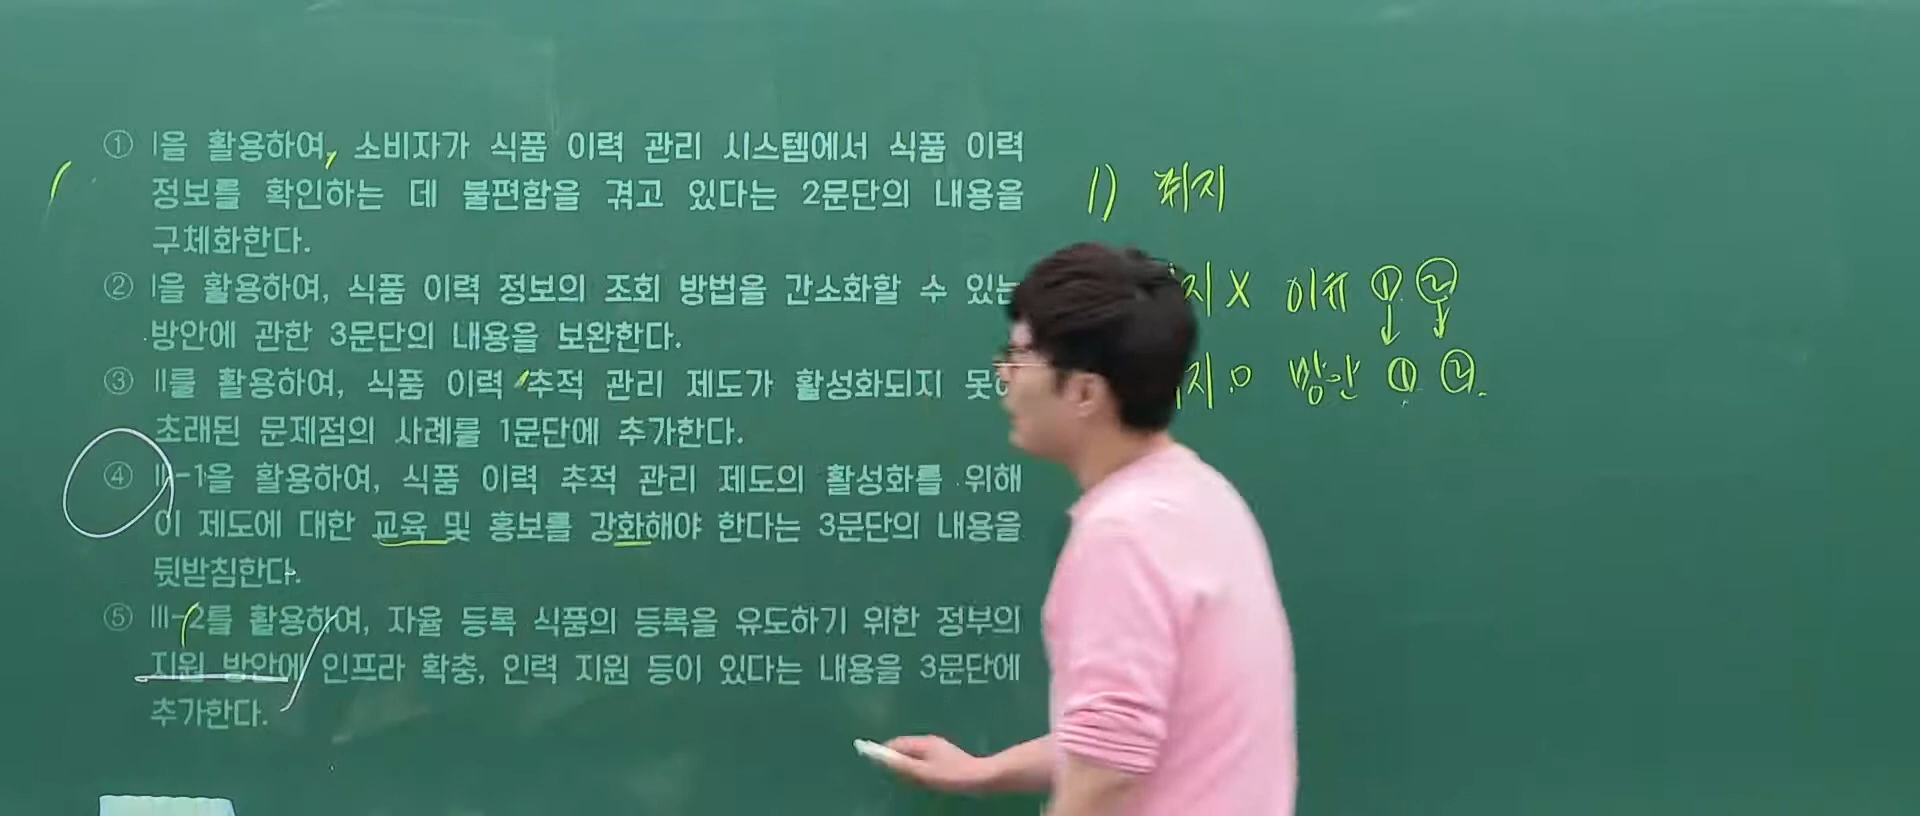 ① Ⅰ을 활용하여, 소비자가 식품 이력 관리 시스템에서 식품 이력
정보를 확인하는 데 불편함을 겪고 있다는 2문단의 내용을
구체화한다.
② Ⅰ을 활용하여, 식품 이력 정보의 조회 방법을 간소화할 수 있는
방안에 관한 3문단의 내용을 보완한다.
③ Ⅱ를 활용하여, 식품 이력 추적 관리 제도가 활성화되지 못
초래된 문제점의 사례를 1문단에 추가한다.
④ Ⅲ-1을 활용하여, 식품 이력 추적 관리 제도의 활성화를 위해
이 제도에 대한 교육 및 홍보를 강화해야 한다는 3문단의 내용을
뒷받침한다.
⑤ Ⅲ-2를 활용하여, 자율 등록 식품의 등록을 유도하기 위한 정부의
지원 방안에 인프라 확충, 인력 지원 등이 있다는 내용을 3문단에
추가한다.
1) 취지
지 X 이유 ① ②
지 O 방안 ① ②.